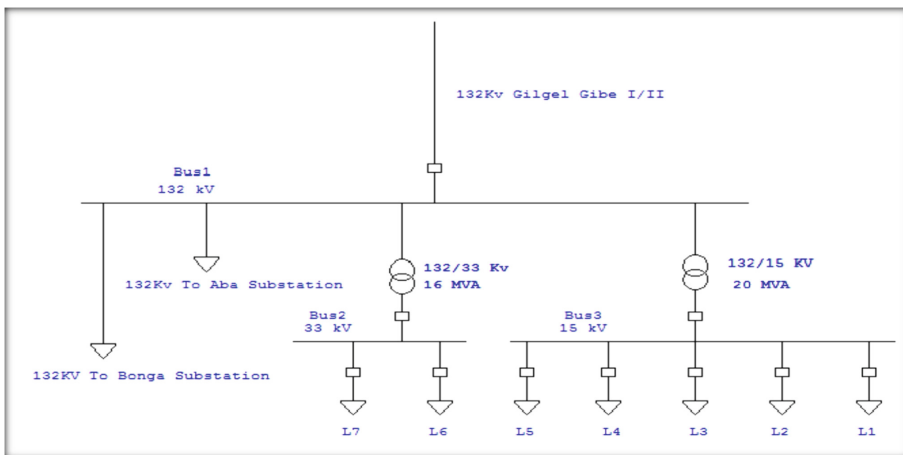 132Kv Gilgel Gibe I/II
Bus1
132 kV
132/33 Kv
16 MVA
132/15 KV
20 MVA
132Kv To Aba Substation
Bus2
33 kV
Bus3
15 kV
132KV To Bonga Substation
L7
L6
L5
L4
L3
L2
L1